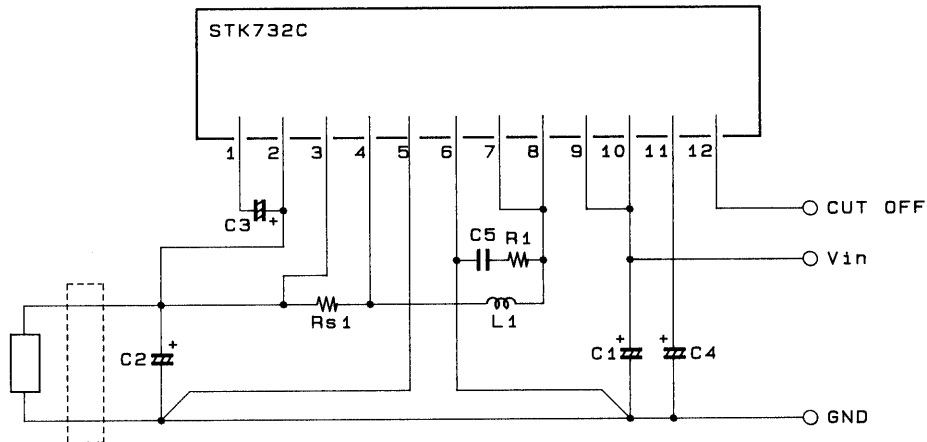 STK732C
1 2 3 4 5 6 7 8 9 10 11 12
C3 +
CUT OFF
C5 R1
Vin
Rs1
L1
C2 +
C1 +
+ C4
GND